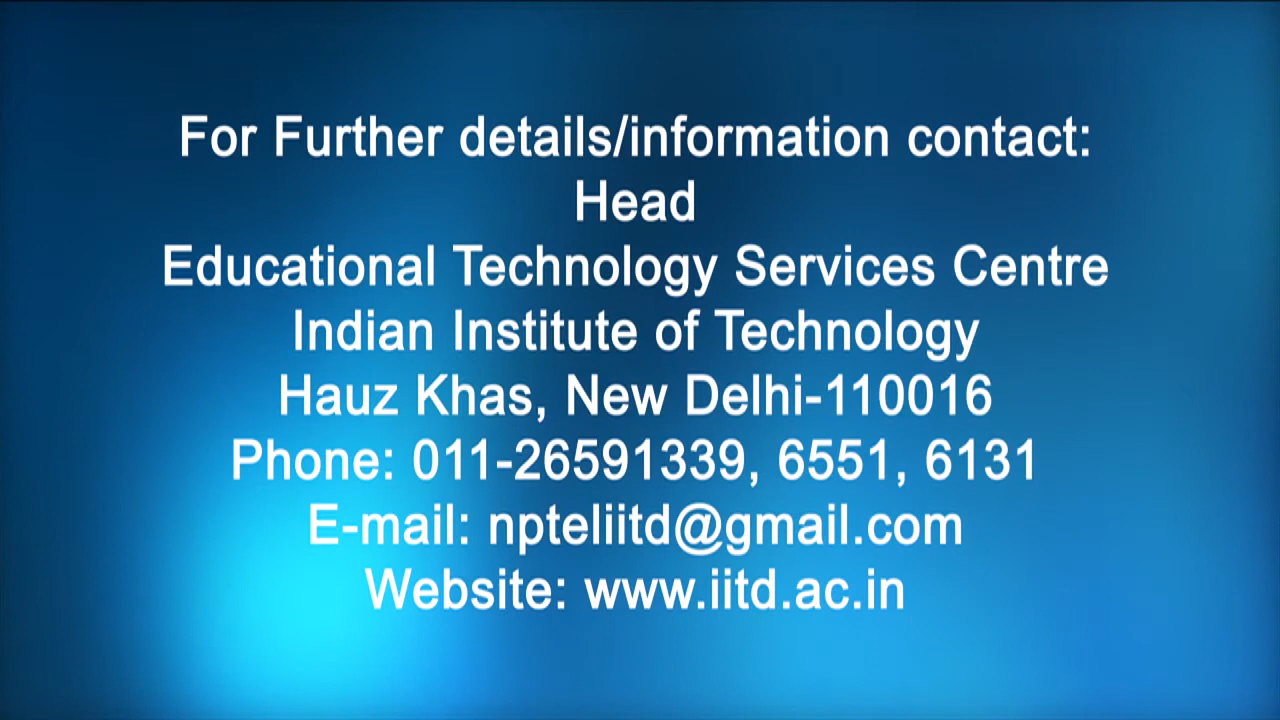 For Further details/information contact:
Head
Educational Technology Services Centre
Indian Institute of Technology
Hauz Khas, New Delhi-110016
Phone: 011-26591339, 6551, 6131
E-mail: npteliitd@gmail.com
Website: www.iitd.ac.in